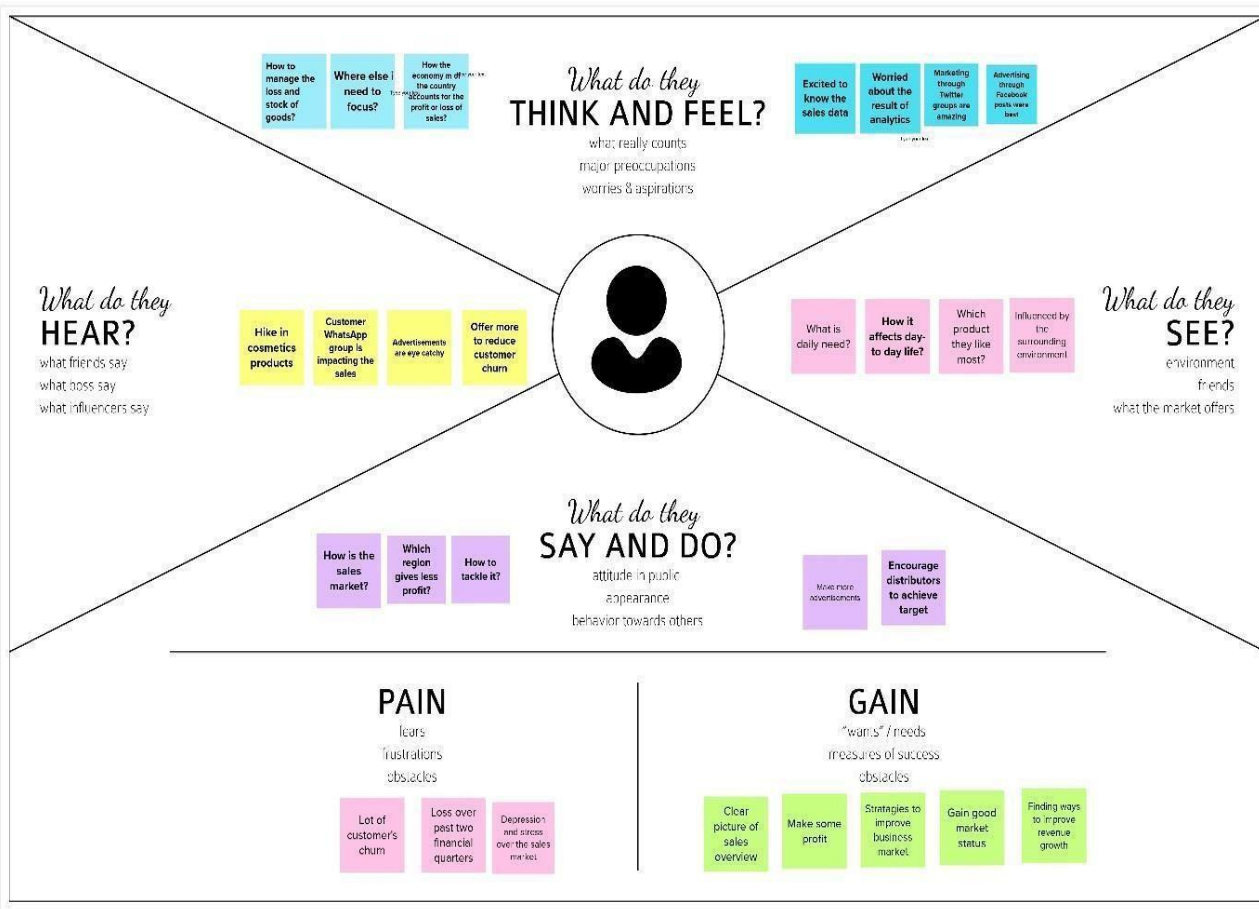 What do they
THINK AND FEEL?
what really counts
major preoccupations
worries & aspirations
How to
manage the
loss and
stock of
goods?
Where else i
need to
focus?
How the
economy in of
the country
accounts for the
profit or loss of
sales?
Excited to
know the
sales data
Worried
about the
result of
analytics
Marketing
through
Twitter
groups are
amazing
Advertising
through
Facebook
posts were
least
What do they
HEAR?
what friends say
what boss say
what influencers say
Hike in
cosmetics
products
Customer
WhatsApp
group is
impacting the
sales
Advertisements
are eye catchy
Offer more
to reduce
customer
churn
What is
daily need?
How it
affects day-
to day life?
Which
product
they like
most?
Influenced by
the
surrounding
environment
What do they
SEE?
environment
friends
what the market offers
What do they
SAY AND DO?
attitude in public
appearance
behavior towards others
How is the
sales
market?
Which
region
gives less
profit?
How to
tackle it?
Make more
advertisements
Encourage
distributors
to achieve
target
PAIN
fears
frustrations
obstacles
Lot of
customer's
churn
Loss over
past two
financial
quarters
Depression
and stress
over the sales
market
GAIN
"wants" / needs
measures of success
obstacles
Clear
picture of
sales
overview
Make some
profit
Stratagies to
improve
business
market
Gain good
market
status
Finding ways
to improve
revenue
growth